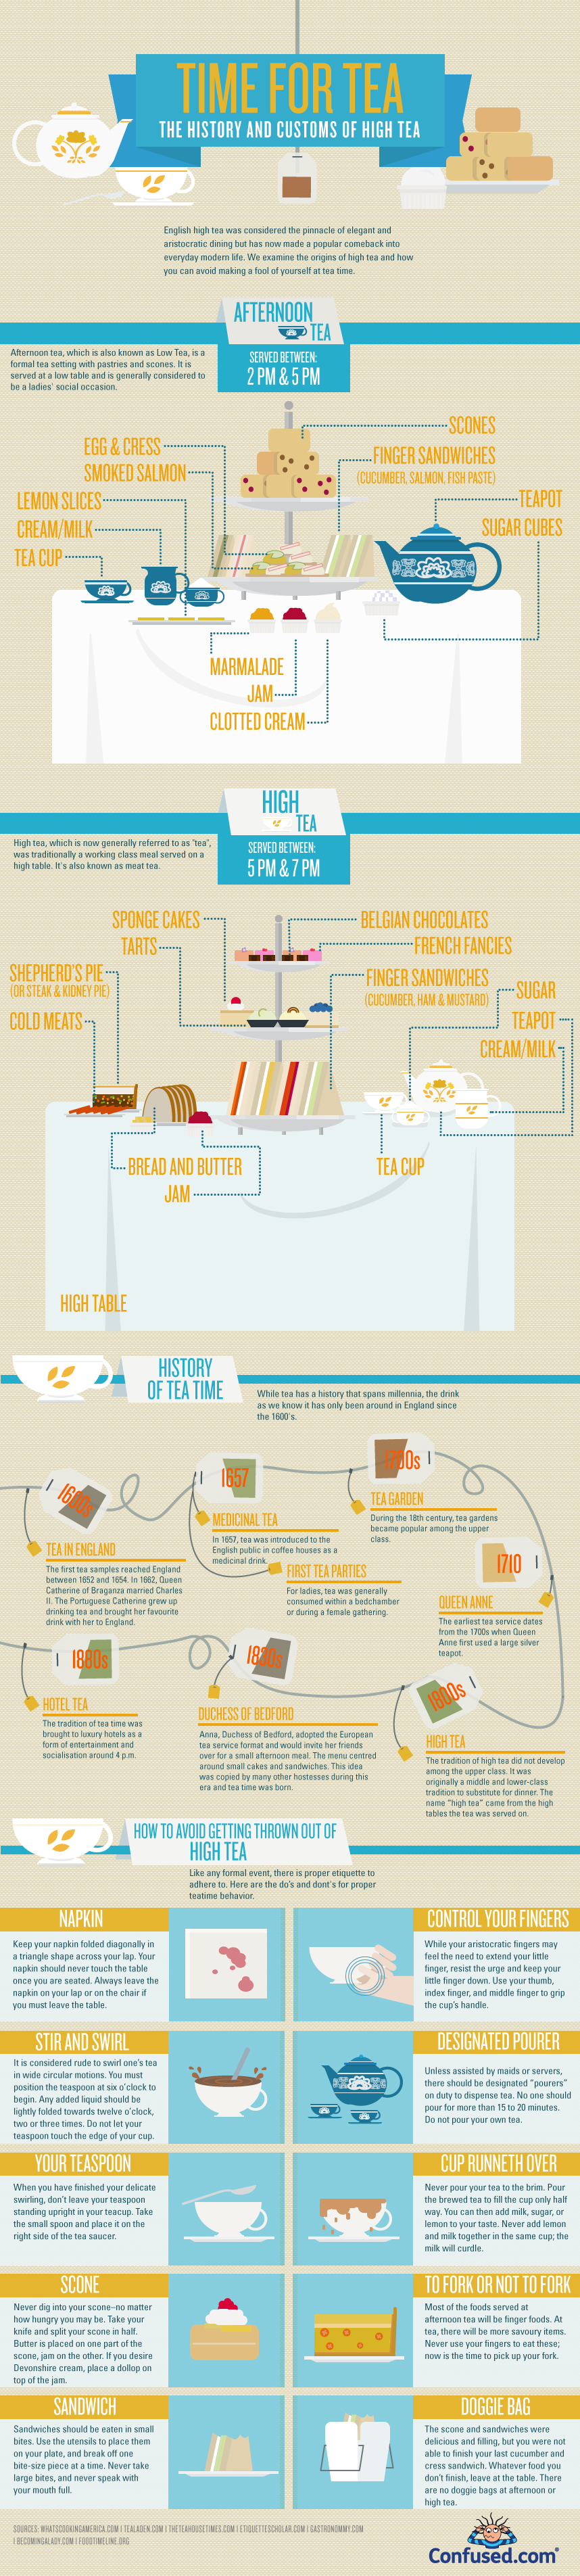 TIME FOR TEA
THE HISTORY AND CUSTOMS OF HIGH TEA
English high tea was considered the pinnacle of elegant and
aristocratic dining but has now made a popular comeback into
everyday modern life. We examine the origins of high tea and how
you can avoid making a fool of yourself at tea time.
AFTERNOON
TEA
SERVED BETWEEN:
2 PM & 5 PM
Afternoon tea, which is also known as Low Tea, is a
formal tea setting with pastries and scones. It is
served at a low table and is generally considered to
be a ladies' social occasion.
SCONES
EGG & CRESS
FINGER SANDWICHES
(CUCUMBER, SALMON, FISH PASTE)
SMOKED SALMON
LEMON SLICES
TEAPOT
CREAM/MILK
SUGAR CUBES
TEA CUP
MARMALADE
JAM
CLOTTED CREAM
HIGH
TEA
SERVED BETWEEN:
5 PM & 7 PM
High tea, which is now generally referred to as "tea",
was traditionally a working class meal served on a
high table. It's also known as meat tea.
SPONGE CAKES
BELGIAN CHOCOLATES
TARTS
FRENCH FANCIES
SHEPHERD'S PIE
(OR STEAK & KIDNEY PIE)
FINGER SANDWICHES
(CUCUMBER, HAM & MUSTARD)
SUGAR
COLD MEATS
TEAPOT
CREAM/MILK
BREAD AND BUTTER
TEA CUP
JAM
HIGH TABLE
HISTORY
OF TEA TIME
While tea has a history that spans millennia, the drink
as we know it has only been around in England since
the 1600's.
1600s
TEA IN ENGLAND
The first tea samples reached England
between 1652 and 1654. In 1662, Queen
Catherine of Braganza married Charles
II. The Portuguese Catherine grew up
drinking tea and brought her favourite
drink with her to England.
1657
MEDICINAL TEA
In 1657, tea was introduced to the
English public in coffee houses as a
medicinal drink.
FIRST TEA PARTIES
For ladies, tea was generally
consumed within a bedchamber
or during a female gathering.
1700s
TEA GARDEN
During the 18th century, tea gardens
became popular among the upper
class.
1710
QUEEN ANNE
The earliest tea service dates
from the 1700s when Queen
Anne first used a large silver
teapot.
1880s
HOTEL TEA
The tradition of tea time was
brought to luxury hotels as a
form of entertainment and
socialisation around 4 p.m.
1830s
DUCHESS OF BEDFORD
Anna, Duchess of Bedford, adopted the European
tea service format and would invite her friends
over for a small afternoon meal. The menu centred
around small cakes and sandwiches. This idea
was copied by many other hostesses during this
era and tea time was born.
1800s
HIGH TEA
The tradition of high tea did not develop
among the upper class. It was
originally a middle and lower-class
tradition to substitute for dinner. The
name "high tea" came from the high
tables the tea was served on.
HOW TO AVOID GETTING THROWN OUT OF
HIGH TEA
Like any formal event, there is proper etiquette to
adhere to. Here are the do's and dont's for proper
teatime behavior.
NAPKIN
Keep your napkin folded diagonally in
a triangle shape across your lap. Your
napkin should never touch the table
once you are seated. Always leave the
napkin on your lap or on the chair if
you must leave the table.
CONTROL YOUR FINGERS
While your aristocratic fingers may
feel the need to extend your little
finger, resist the urge and keep your
little finger down. Use your thumb,
index finger, and middle finger to grip
the cup's handle.
STIR AND SWIRL
It is considered rude to swirl one's tea
in wide circular motions. You must
position the teaspoon at six o'clock to
begin. Any added liquid should be
lightly folded towards twelve o'clock,
two or three times. Do not let your
teaspoon touch the edge of your cup.
DESIGNATED POURER
Unless assisted by maids or servers,
there should be designated "pourers"
on duty to dispense tea. No one should
pour for more than 15 to 20 minutes.
Do not pour your own tea.
YOUR TEASPOON
When you have finished your delicate
swirling, don't leave your teaspoon
standing upright in your teacup. Take
the small spoon and place it on the
right side of the tea saucer.
CUP RUNNETH OVER
Never pour your tea to the brim. Pour
the brewed tea to fill the cup only half
way. You can then add milk, sugar, or
lemon to your taste. Never add lemon
and milk together in the same cup; the
milk will curdle.
SCONE
Never dig into your scone–no matter
how hungry you may be. Take your
knife and split your scone in half.
Butter is placed on one part of the
scone, jam on the other. If you desire
Devonshire cream, place a dollop on
top of the jam.
TO FORK OR NOT TO FORK
Most of the foods served at
afternoon tea will be finger foods. At
tea, there will be more savoury items.
Never use your fingers to eat these;
now is the time to pick up your fork.
SANDWICH
Sandwiches should be eaten in small
bites. Use the utensils to place them
on your plate, and break off one
bite-size piece at a time. Never take
large bites, and never speak with
your mouth full.
DOGGIE BAG
The scone and sandwiches were
delicious and filling, but you were not
able to finish your last cucumber and
cress sandwich. Whatever food you
don't finish, leave at the table. There
are no doggie bags at afternoon or
high tea.
SOURCES: WHATSCOOKINGAMERICA.COM | TEALADEN.COM | THETEAHOUSETIMES.COM | ETIQUETTESCHOLAR.COM | GASTRONOMMY.COM
| BECOMINGALADY.COM | FOODTIMELINE.ORG
Confused.com